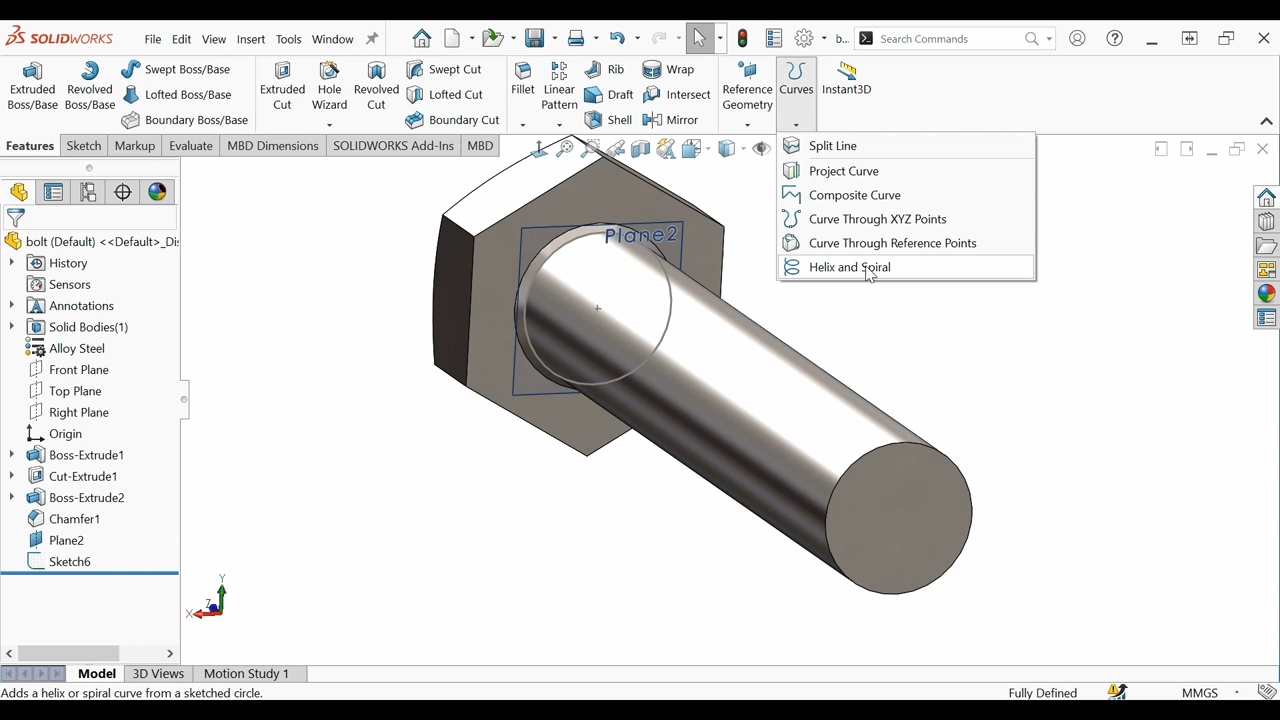 SOLIDWORKS File Edit View Insert Tools Window b... Search Commands
Extruded Boss/Base
Revolved Boss/Base
Swept Boss/Base
Lofted Boss/Base
Boundary Boss/Base
Extruded Cut
Hole Wizard
Revolved Cut
Swept Cut
Lofted Cut
Boundary Cut
Fillet
Linear Pattern
Rib
Draft
Shell
Wrap
Intersect
Mirror
Reference Geometry
Curves
Instant3D
Features Sketch Markup Evaluate MBD Dimensions SOLIDWORKS Add-Ins MBD
Split Line
Project Curve
Composite Curve
Curve Through XYZ Points
Curve Through Reference Points
Helix and Spiral
bolt (Default) <<Default>_Dis
History
Sensors
Annotations
Solid Bodies(1)
Alloy Steel
Front Plane
Top Plane
Right Plane
Origin
Boss-Extrude1
Cut-Extrude1
Boss-Extrude2
Chamfer1
Plane2
Sketch6
Plane2
Y
X
Z
Model 3D Views Motion Study 1
Adds a helix or spiral curve from a sketched circle. Fully Defined MMGS